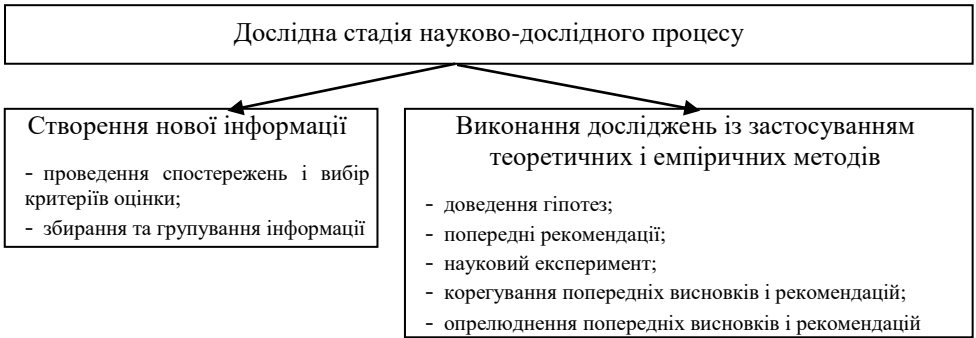 Дослідна стадія науково-дослідного процесу
Створення нової інформації
- проведення спостережень і вибір
критеріїв оцінки;
- збирання та групування інформації
Виконання досліджень із застосуванням
теоретичних і емпіричних методів
- доведення гіпотез;
- попередні рекомендації;
- науковий експеримент;
- корегування попередніх висновків і рекомендацій;
- опрелюднення попередніх висновків і рекомендацій